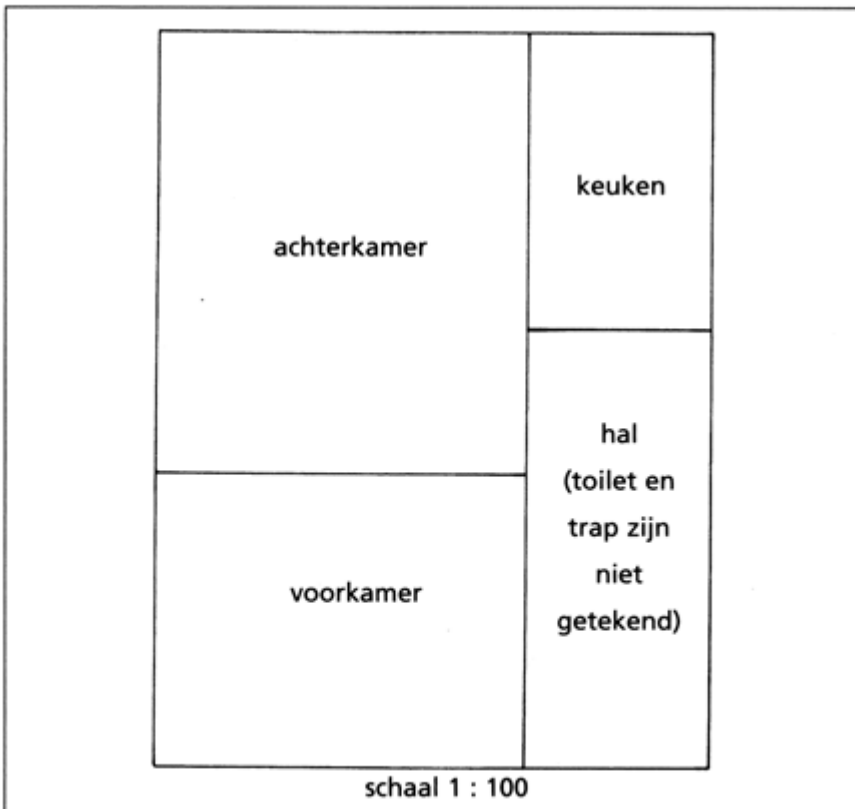 achterkamer
keuken
voorkamer
hal
(toilet en
trap zijn
niet
getekend)
schaal 1 : 100